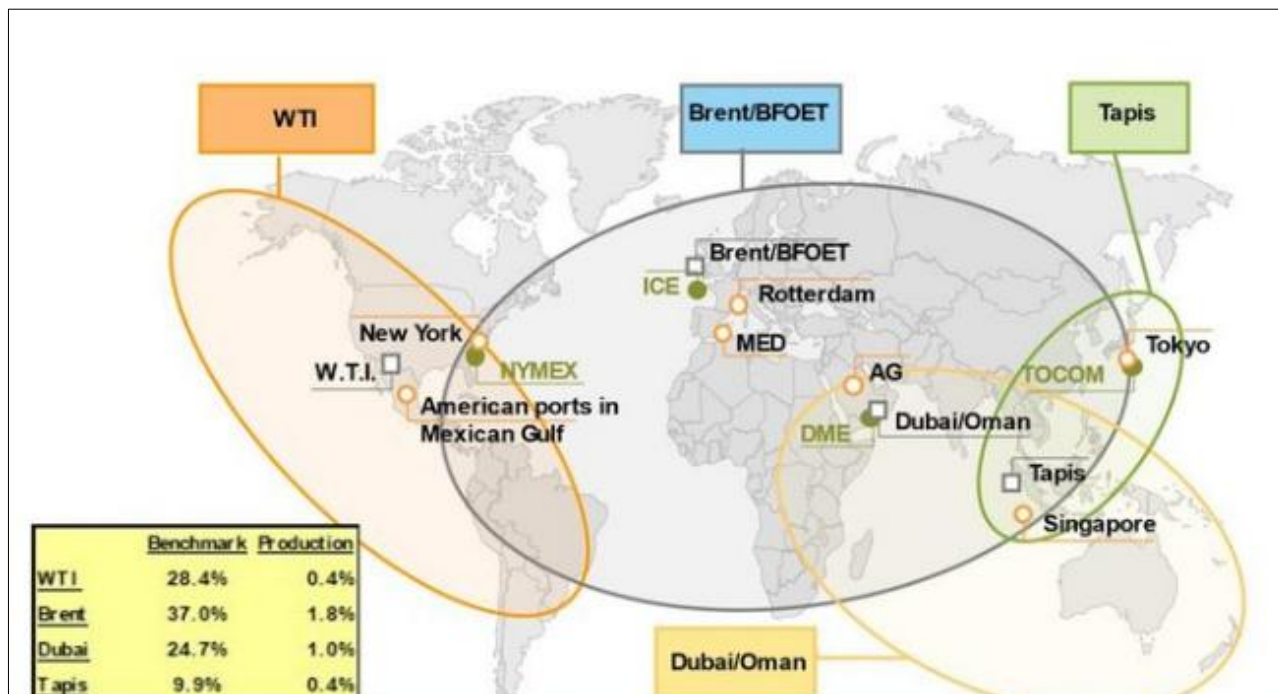 WTI
Brent/BFOET
Tapis
Brent/BFOET
ICE
Rotterdam
New York
MED
Tokyo
W.T.I.
NYMEX
AG
TOCOM
American ports in
Mexican Gulf
DME
Dubai/Oman
Tapis
Singapore
Benchmark Production
WTI 28.4% 0.4%
Brent 37.0% 1.8%
Dubai 24.7% 1.0%
Tapis 9.9% 0.4%
Dubai/Oman